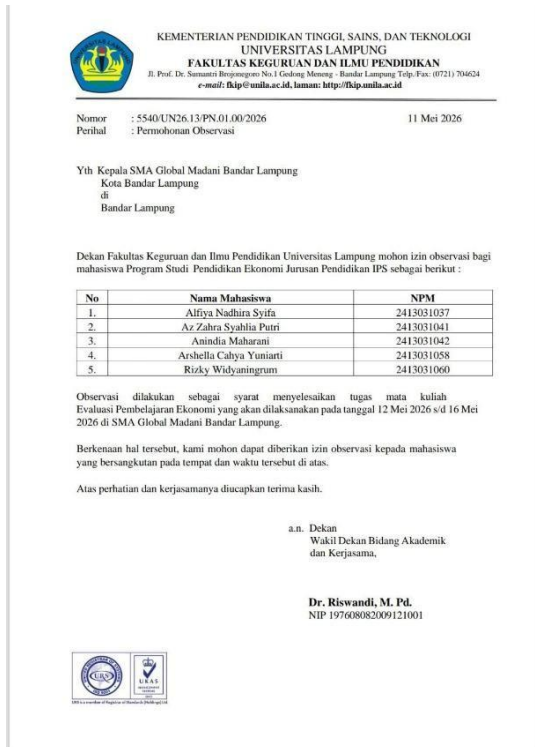 KEMENTERIAN PENDIDIKAN TINGGI, SAINS, DAN TEKNOLOGI
UNIVERSITAS LAMPUNG
FAKULTAS KEGURUAN DAN ILMU PENDIDIKAN
Jl. Prof. Dr. Sumantri Brojonegoro No.1 Gedong Meneng - Bandar Lampung Telp./Fax: (0721) 704624
e-mail: fkip@unila.ac.id, laman: http://fkip.unila.ac.id
Nomor : 5540/UN26.13/PN.01.00/2026 11 Mei 2026
Perihal : Permohonan Observasi
Yth Kepala SMA Global Madani Bandar Lampung
Kota Bandar Lampung
di
Bandar Lampung
Dekan Fakultas Keguruan dan Ilmu Pendidikan Universitas Lampung mohon izin observasi bagi
mahasiswa Program Studi Pendidikan Ekonomi Jurusan Pendidikan IPS sebagai berikut :
No Nama Mahasiswa NPM
1. Alfiya Nadhira Syifa 2413031037
2. Az Zahra Syahlia Putri 2413031041
3. Anindia Maharani 2413031042
4. Arshella Cahya Yuniarti 2413031058
5. Rizky Widyaningrum 2413031060
Observasi dilakukan sebagai syarat menyelesaikan tugas mata kuliah
Evaluasi Pembelajaran Ekonomi yang akan dilaksanakan pada tanggal 12 Mei 2026 s/d 16 Mei
2026 di SMA Global Madani Bandar Lampung.
Berkenaan hal tersebut, kami mohon dapat diberikan izin observasi kepada mahasiswa
yang bersangkutan pada tempat dan waktu tersebut di atas.
Atas perhatian dan kerjasamanya diucapkan terima kasih.
a.n. Dekan
Wakil Dekan Bidang Akademik
dan Kerjasama,
Dr. Riswandi, M. Pd.
NIP 197608082009121001
URS
UKAS